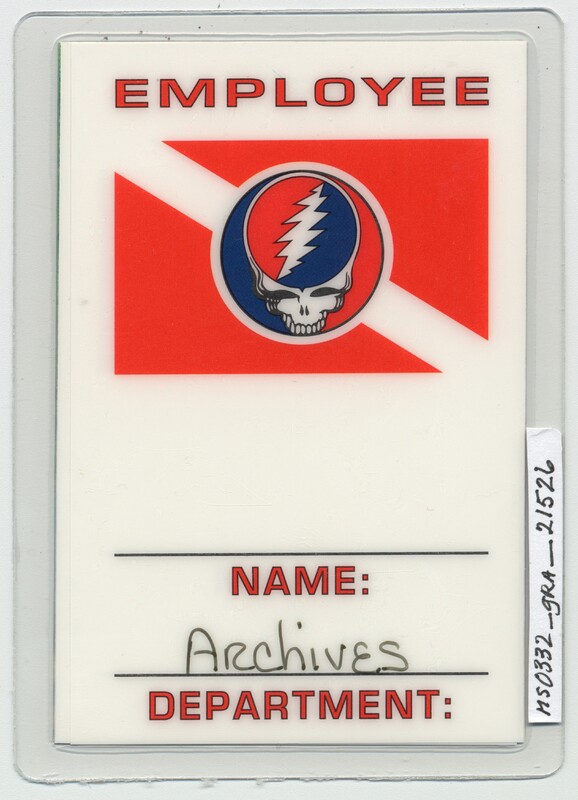 EMPLOYEE
NAME:
Archives
DEPARTMENT:
MS0332_gRA_21526